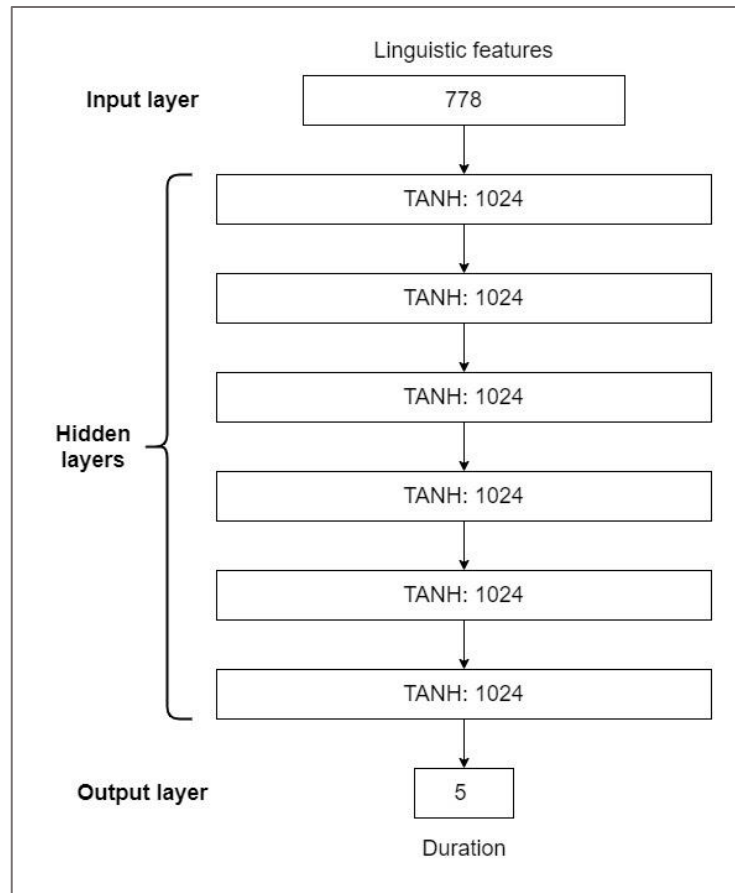 Linguistic features
Input layer
778
TANH: 1024
TANH: 1024
TANH: 1024
Hidden
layers
TANH: 1024
TANH: 1024
TANH: 1024
Output layer
5
Duration